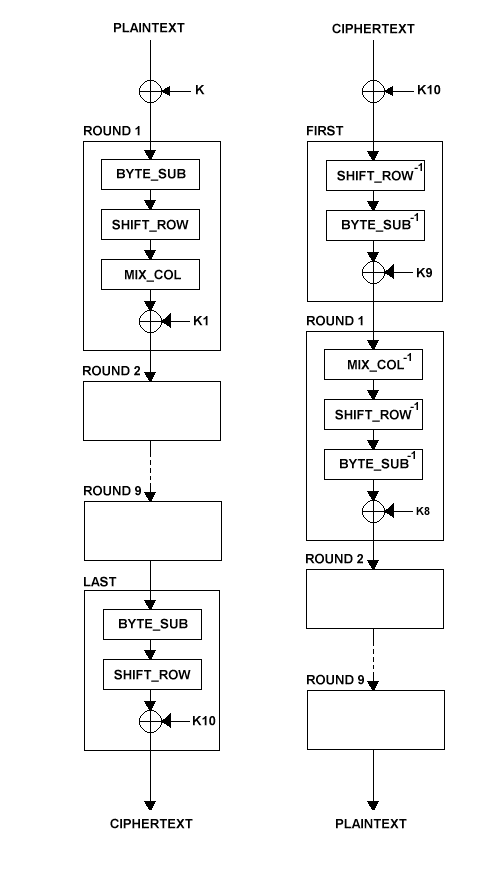 PLAINTEXT
K
ROUND 1
BYTE_SUB
SHIFT_ROW
MIX_COL
K1
ROUND 2
ROUND 9
LAST
BYTE_SUB
SHIFT_ROW
K10
CIPHERTEXT
CIPHERTEXT
K10
FIRST
SHIFT_ROW-1
BYTE_SUB-1
K9
ROUND 1
MIX_COL-1
SHIFT_ROW-1
BYTE_SUB-1
K8
ROUND 2
ROUND 9
PLAINTEXT